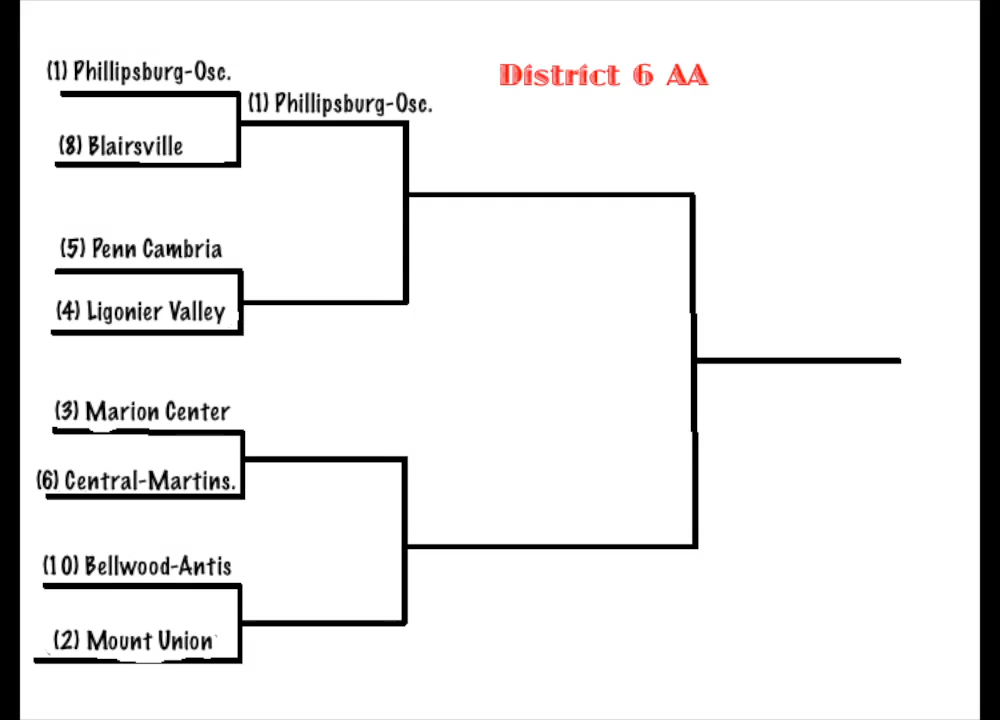 District 6 AA
(1) Phillipsburg-Osc.
(1) Phillipsburg-Osc.
(8) Blairsville
(5) Penn Cambria
(4) Ligonier Valley
(3) Marion Center
(6) Central-Martins.
(10) Bellwood-Antis
(2) Mount Union